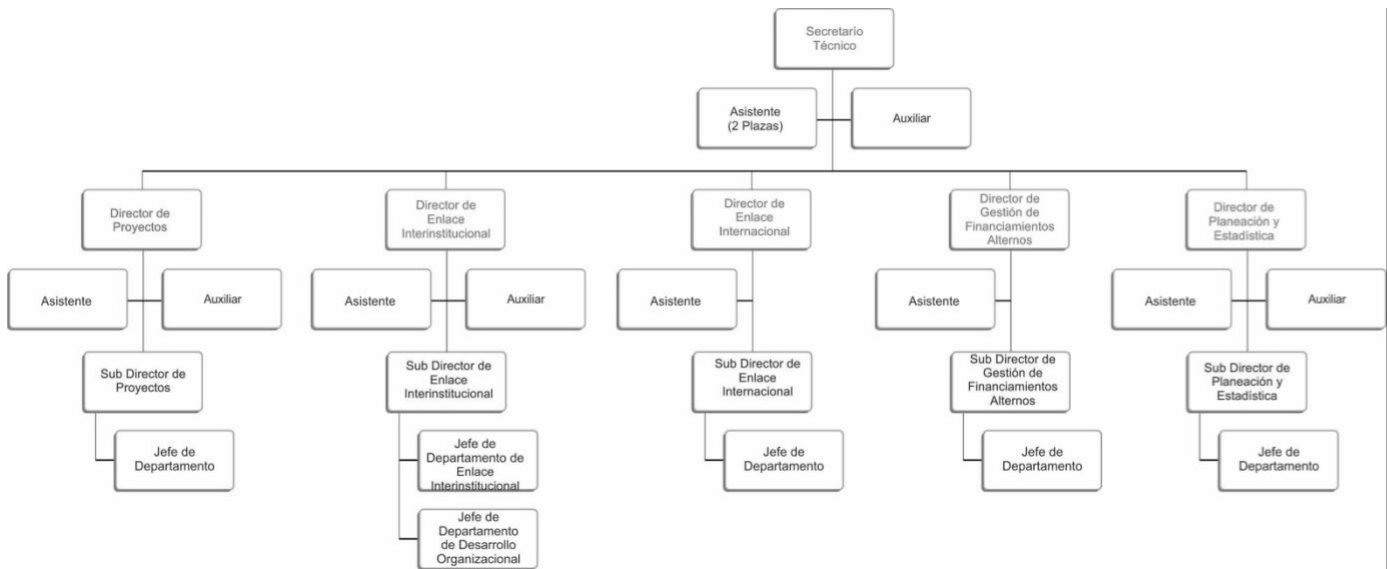 Secretario
Técnico
Asistente
(2 Plazas)
Auxiliar
Director de
Proyectos
Director de
Enlace
Interinstitucional
Director de
Enlace
Internacional
Director de
Gestión de
Financiamientos
Alternos
Director de
Planeación y
Estadística
Asistente
Auxiliar
Asistente
Auxiliar
Asistente
Asistente
Asistente
Auxiliar
Sub Director de
Proyectos
Sub Director de
Enlace
Interinstitucional
Sub Director de
Enlace
Internacional
Sub Director de
Gestión de
Financiamientos
Alternos
Sub Director de
Planeación y
Estadística
Jefe de
Departamento
Jefe de
Departamento de
Enlace
Interinstitucional
Jefe de
Departamento
Jefe de
Departamento
Jefe de
Departamento
Jefe de
Departamento
de Desarrollo
Organizacional